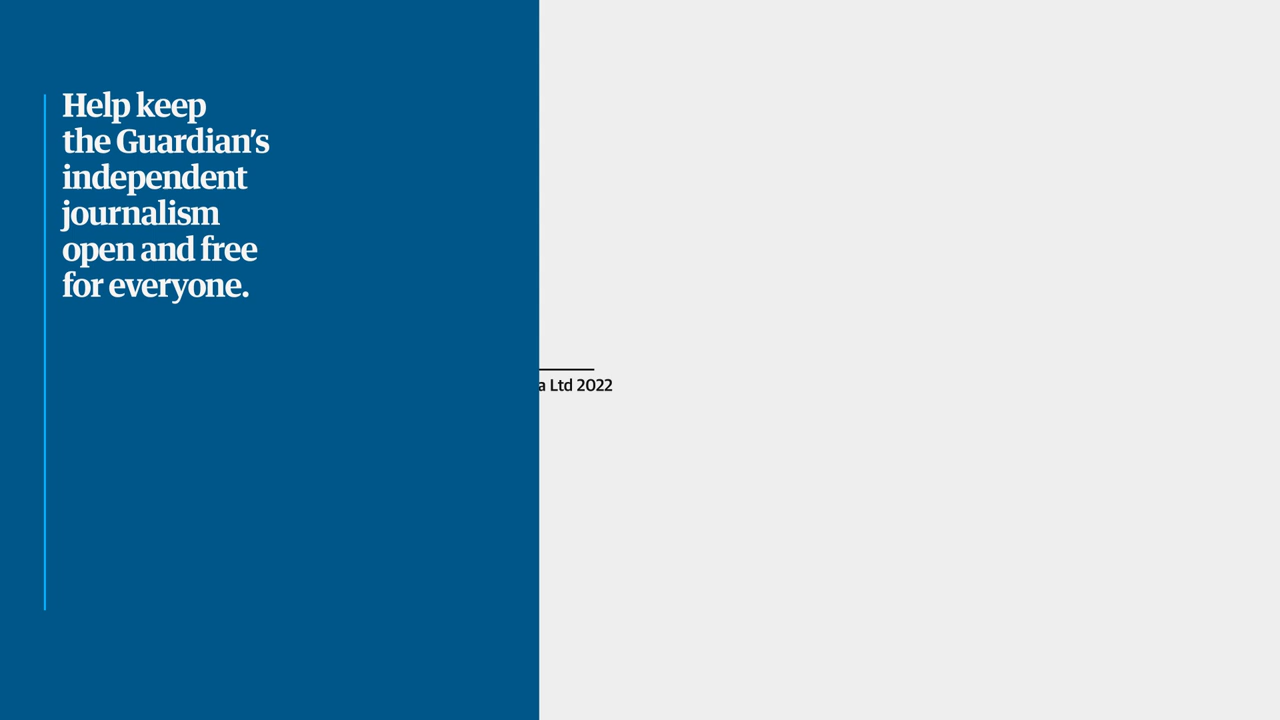 Help keep
the Guardian's
independent
journalism
open and free
for everyone.
a Ltd 2022